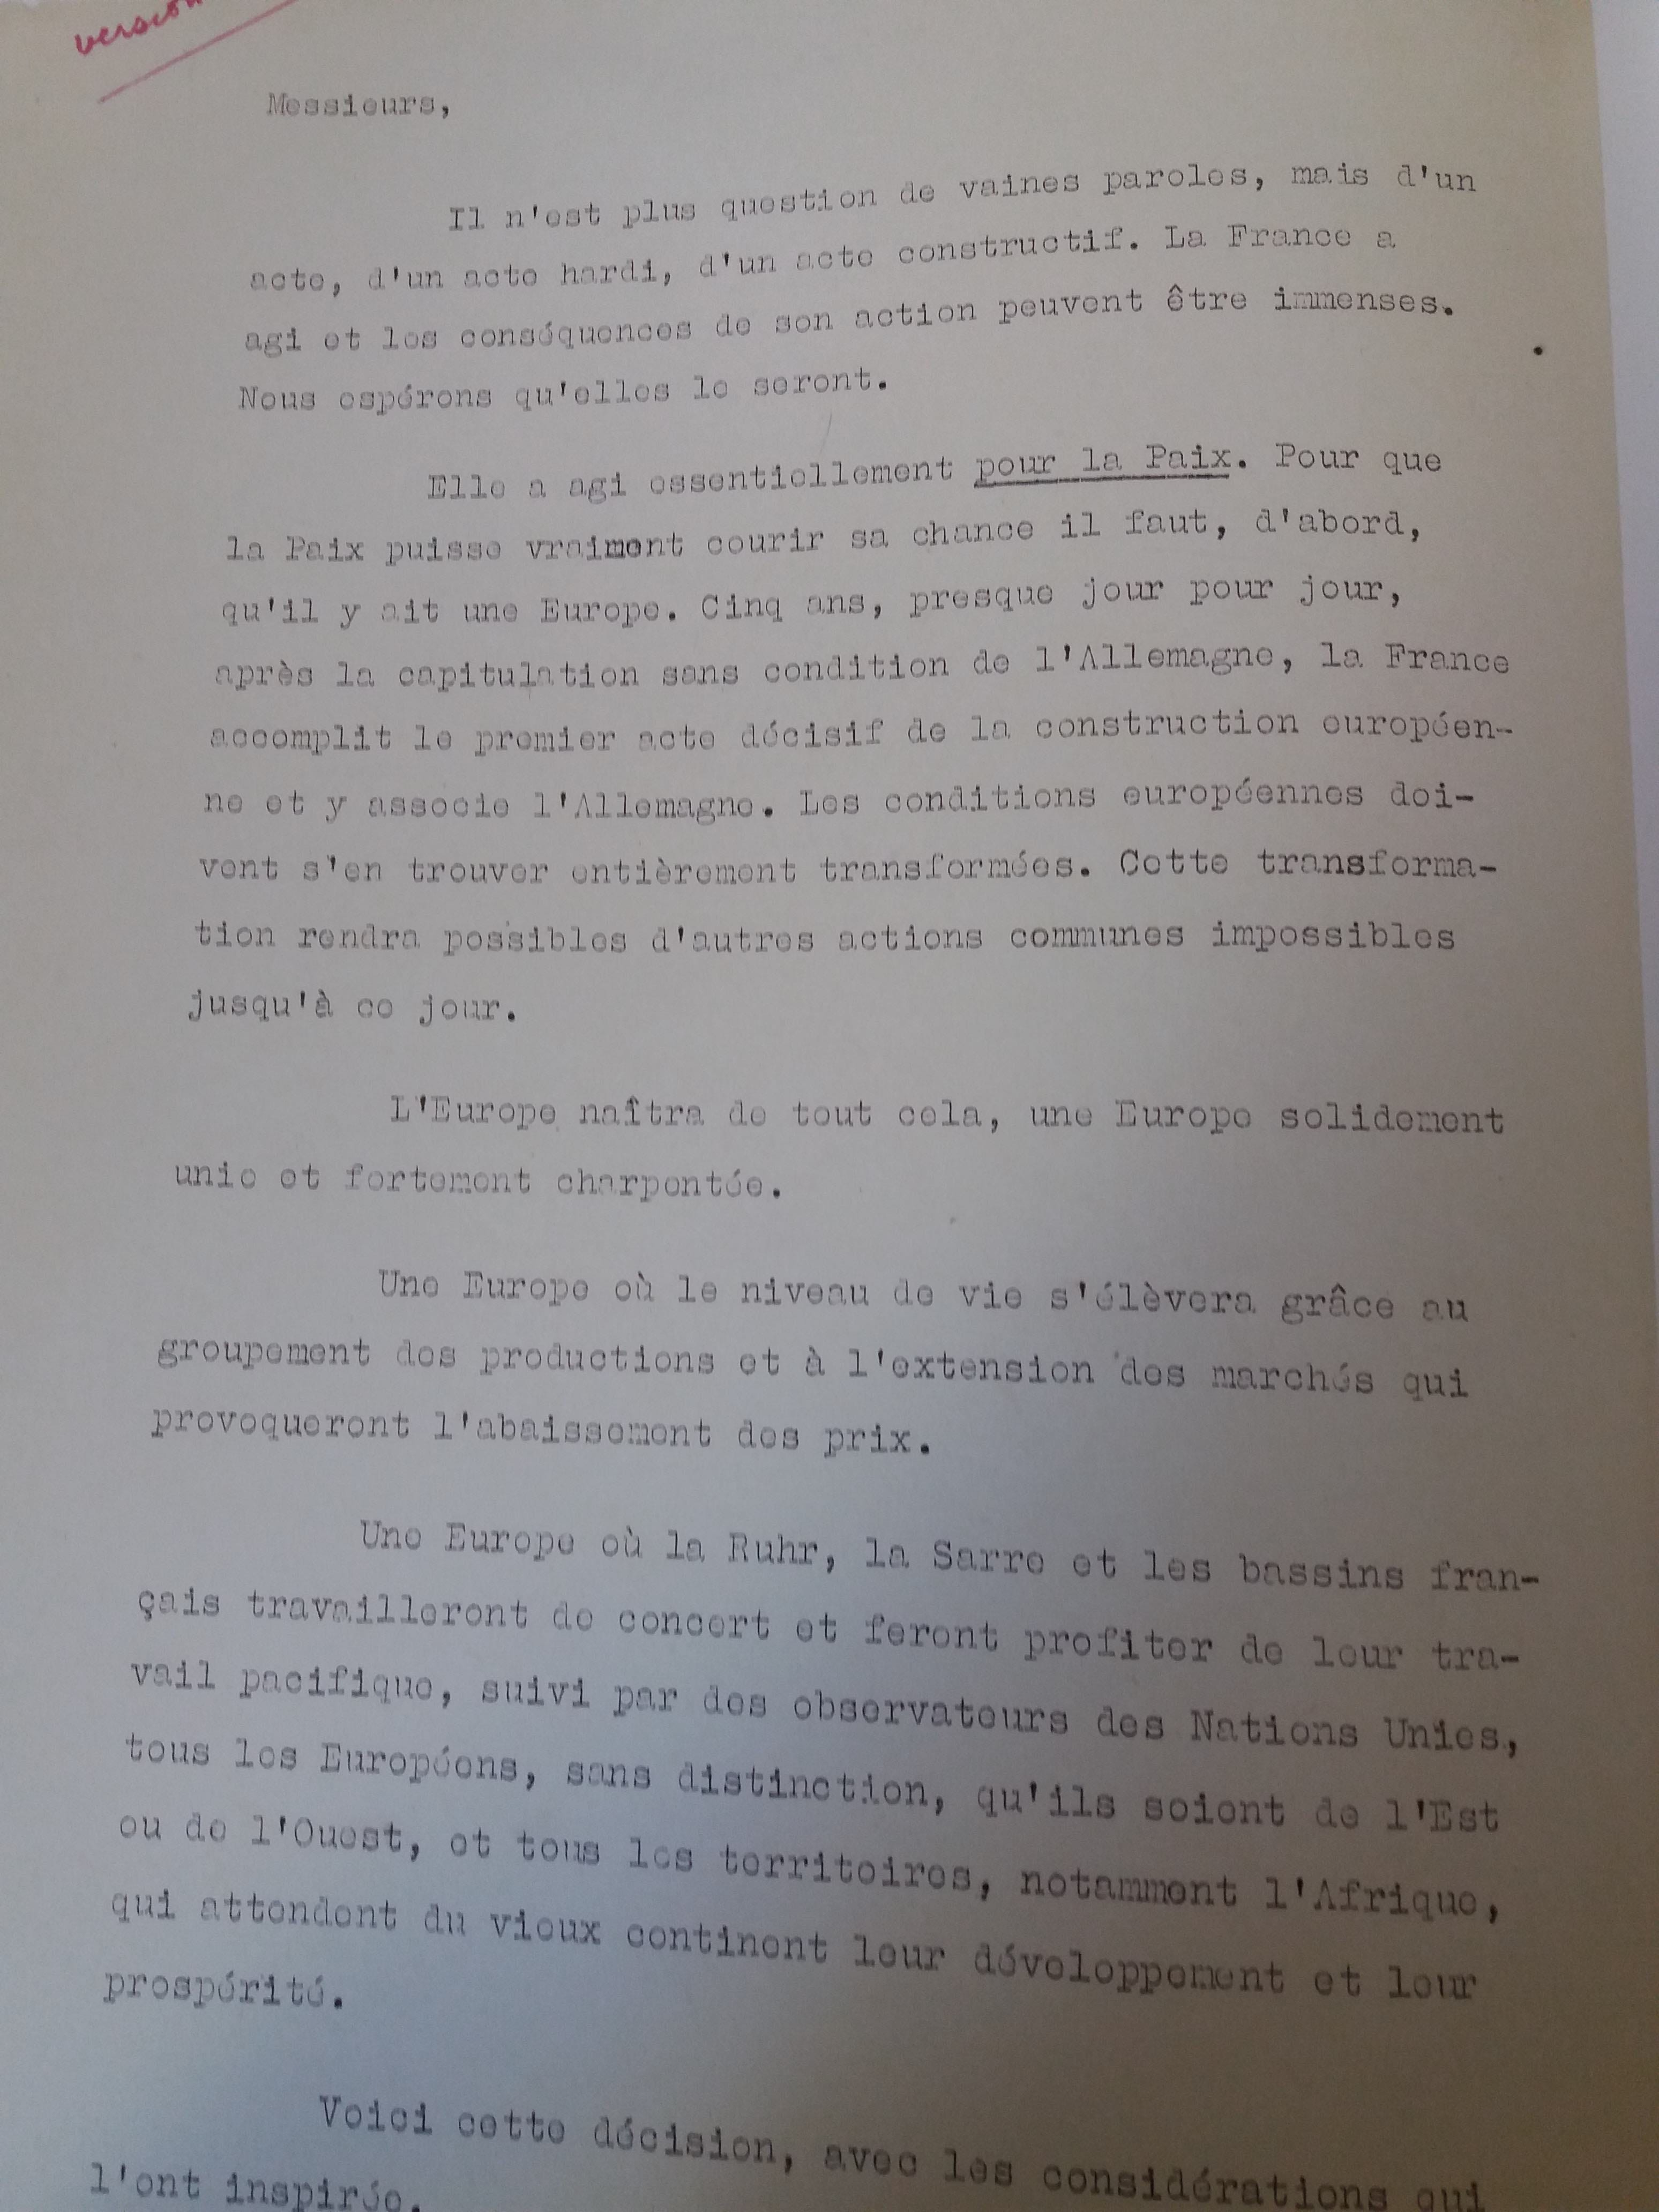 version
Messieurs,
Il n'est plus question de vaines paroles, mais d'un
acte, d'un acte hardi, d'un acte constructif. La France a
agi et les conséquences de son action peuvent être immenses.
Nous espérons qu'elles le seront.
Elle a agi essentiellement pour la Paix. Pour que
la Paix puisse vraiment courir sa chance il faut, d'abord,
qu'il y ait une Europe. Cinq ans, presque jour pour jour,
après la capitulation sans condition de l'Allemagne, la France
accomplit le premier acte décisif de la construction européen-
ne et y associe l'Allemagne. Les conditions européennes doi-
vent s'en trouver entièrement transformées. Cette transforma-
tion rendra possibles d'autres actions communes impossibles
jusqu'à ce jour.
L'Europe naîtra de tout cela, une Europe solidement
unie et fortement charpentée.
Une Europe où le niveau de vie s'élèvera grâce au
groupement des productions et à l'extension des marchés qui
provoqueront l'abaissement des prix.
Une Europe où la Ruhr, la Sarre et les bassins fran-
çais travailleront de concert et feront profiter de leur tra-
vail pacifique, suivi par des observateurs des Nations Unies,
tous les Européens, sans distinction, qu'ils soient de l'Est
ou de l'Ouest, et tous les territoires, notamment l'Afrique,
qui attendent du vieux continent leur développement et leur
prospérité.
Voici cette décision, avec les considérations qui
l'ont inspirée.